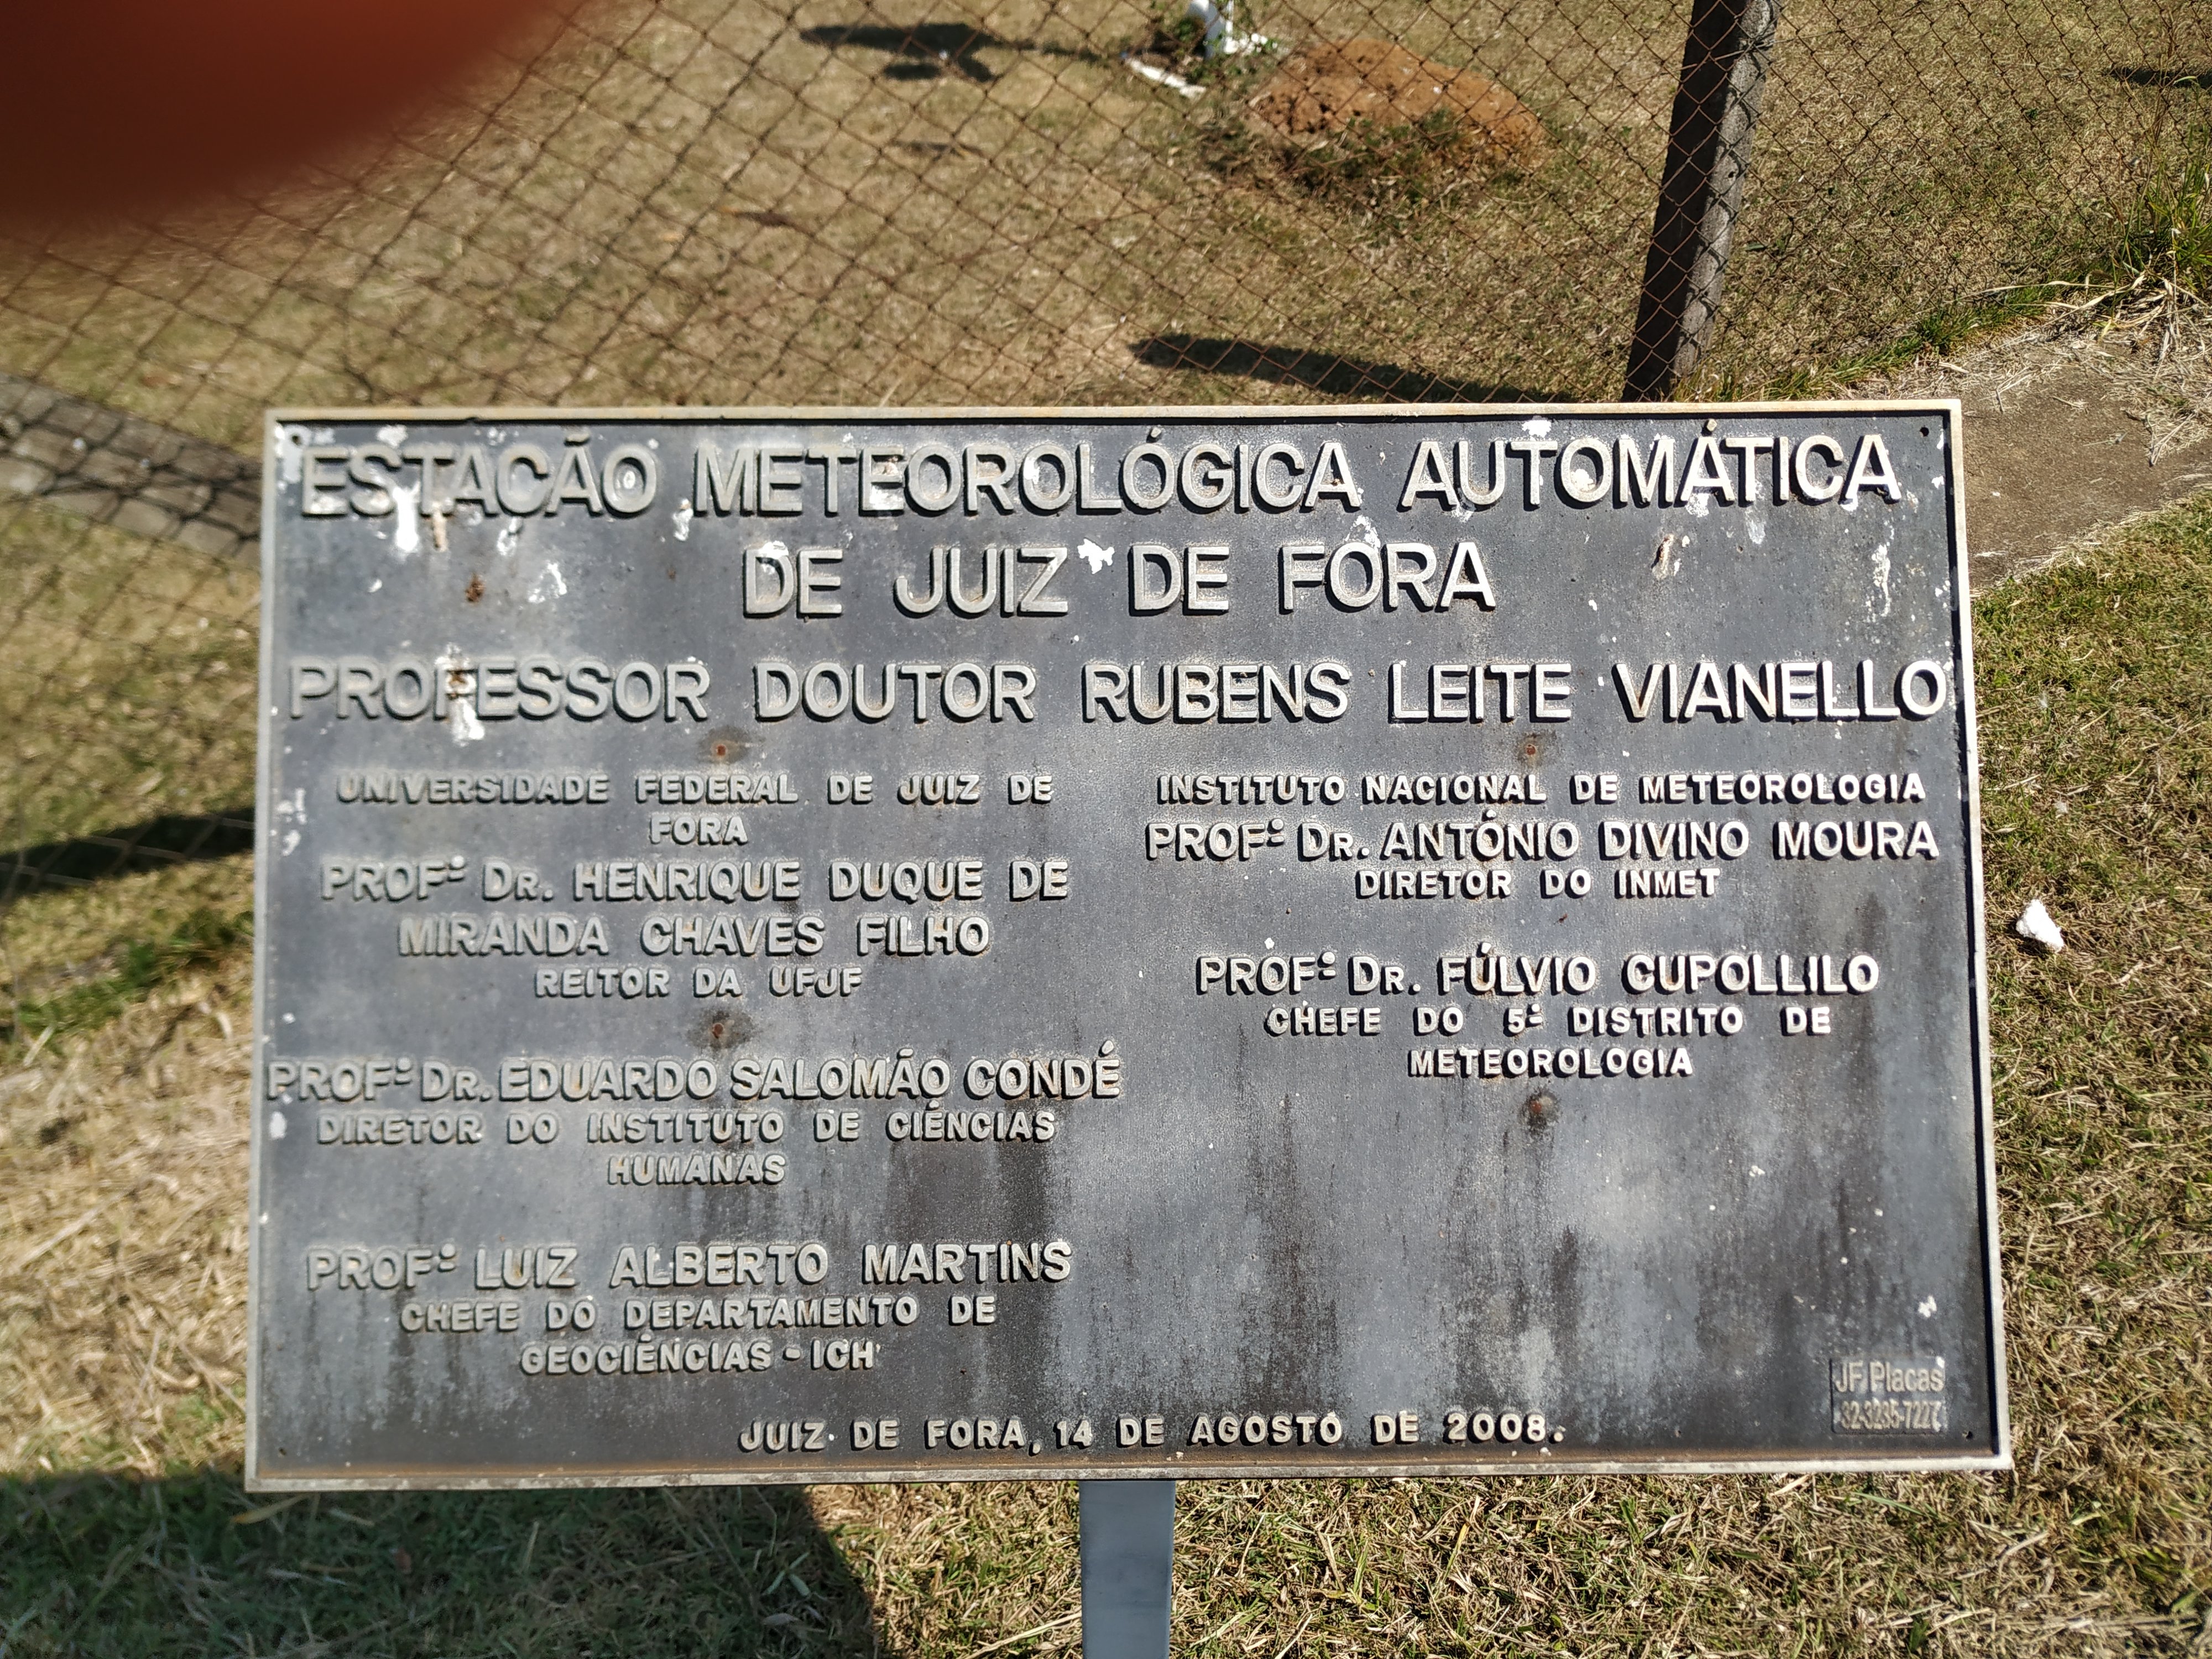 ESTAÇÃO METEOROLÓGICA AUTOMÁTICA
DE JUIZ DE FORA
PROFESSOR DOUTOR RUBENS LEITE VIANELLO
UNIVERSIDADE FEDERAL DE JUIZ DE
FORA
PROFº DR. HENRIQUE DUQUE DE
MIRANDA CHAVES FILHO
REITOR DA UFJF
PROFº DR. EDUARDO SALOMÃO CONDÉ
DIRETOR DO INSTITUTO DE CIÊNCIAS
HUMANAS
PROFº LUIZ ALBERTO MARTINS
CHEFE DO DEPARTAMENTO DE
GEOCIÊNCIAS - ICH
INSTITUTO NACIONAL DE METEOROLOGIA
PROFº DR. ANTÓNIO DIVINO MOURA
DIRETOR DO INMET
PROFº DR. FÚLVIO CUPOLLILO
CHEFE DO 5º DISTRITO DE
METEOROLOGIA
JUIZ DE FORA, 14 DE AGOSTO DE 2008.
JF Placas
32-3235-7227